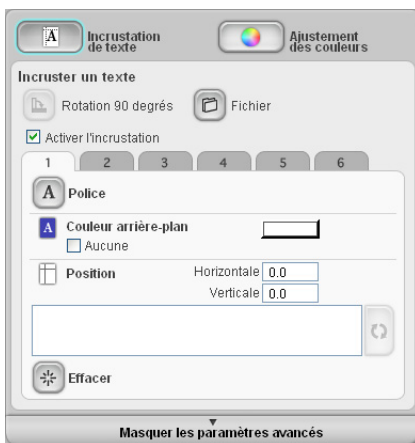 A Incrustation de texte
Ajustement des couleurs
Incruster un texte
Rotation 90 degrés Fichier
Activer l'incrustation
1 2 3 4 5 6
A Police
A Couleur arrière-plan
Aucune
Position Horizontale 0.0
Verticale 0.0
Effacer
Masquer les paramètres avancés